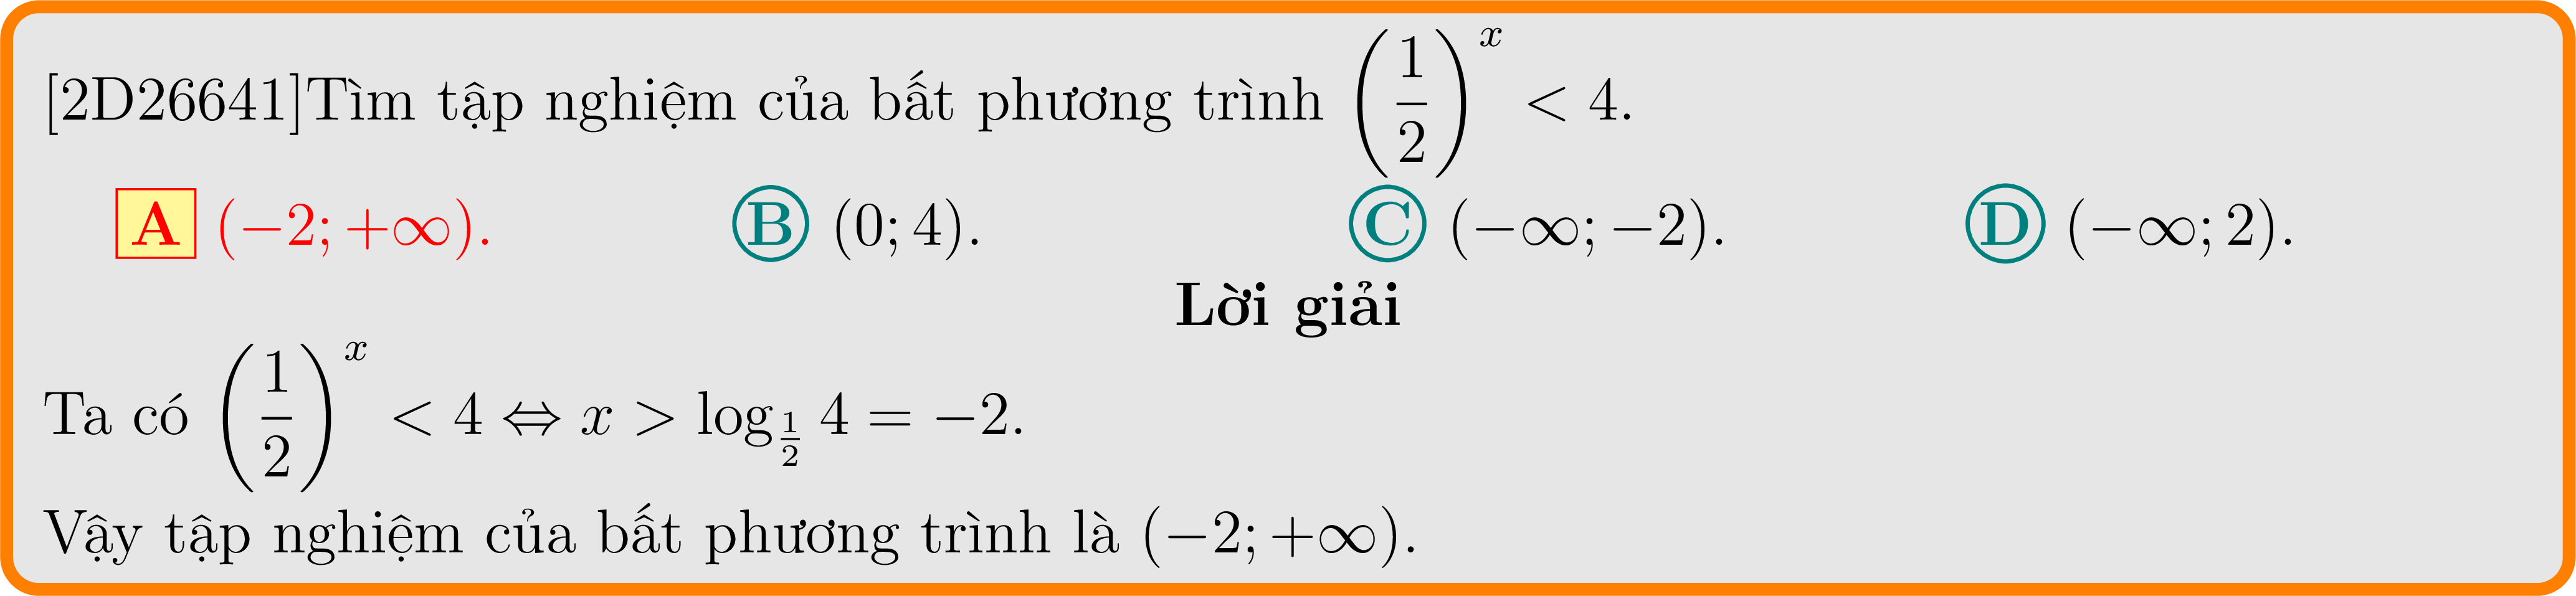 [2D26641]Tìm tập nghiệm của bất phương trình $\left(\dfrac{1}{2}\right)^x < 4$.
A $(-2; +\infty)$. B $(0; 4)$. C $(-\infty; -2)$. D $(-\infty; 2)$.
Lời giải
Ta có $\left(\dfrac{1}{2}\right)^x < 4 \Leftrightarrow x > \log_{\frac{1}{2}} 4 = -2$.
Vậy tập nghiệm của bất phương trình là $(-2; +\infty)$.